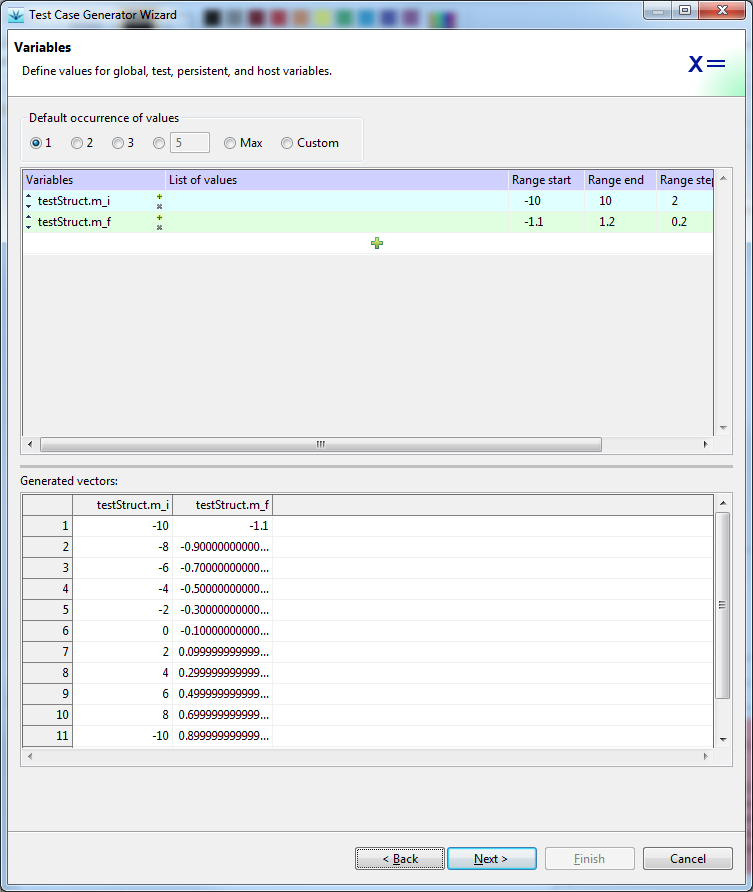 Test Case Generator Wizard
Variables
Define values for global, test, persistent, and host variables.
X=
Default occurrence of values
1 2 3 5 Max Custom
Variables List of values Range start Range end Range step
testStruct.m_i -10 10 2
testStruct.m_f -1.1 1.2 0.2
Generated vectors:
testStruct.m_i testStruct.m_f
1 -10 -1.1
2 -8 -0.90000000000...
3 -6 -0.70000000000...
4 -4 -0.50000000000...
5 -2 -0.30000000000...
6 0 -0.10000000000...
7 2 0.099999999999...
8 4 0.299999999999...
9 6 0.499999999999...
10 8 0.699999999999...
11 -10 0.899999999999...
< Back Next > Finish Cancel